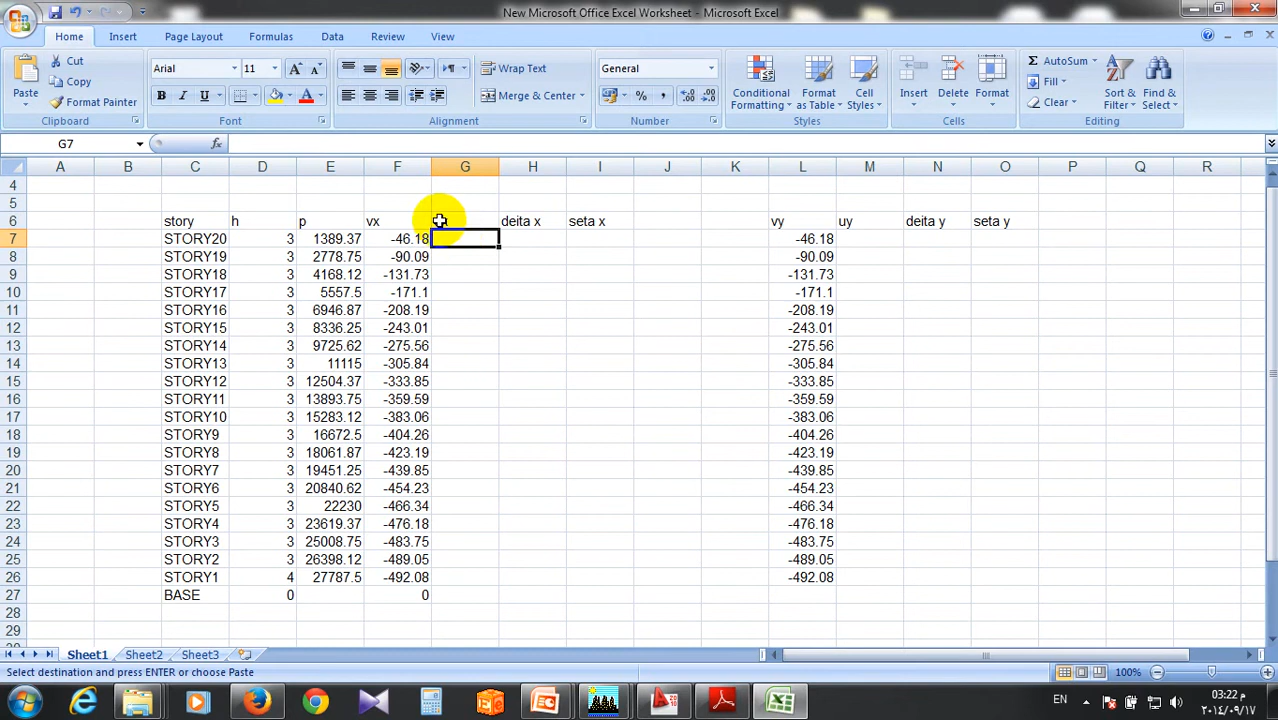 New Microsoft Office Excel Worksheet - Microsoft Excel
Home Insert Page Layout Formulas Data Review View
Paste Cut Copy Format Painter Clipboard
Arial 11 Font
Wrap Text Merge & Center Alignment
General Number
Conditional Formatting Format as Table Cell Styles Styles
Insert Delete Format Cells
AutoSum Fill Clear Sort & Filter Find & Select Editing
G7 fx
A B C D E F G H I J K L M N O P Q R
4
5
6 story h p vx deita x seta x vy uy deita y seta y
7 STORY20 3 1389.37 -46.18 -46.18
8 STORY19 3 2778.75 -90.09 -90.09
9 STORY18 3 4168.12 -131.73 -131.73
10 STORY17 3 5557.5 -171.1 -171.1
11 STORY16 3 6946.87 -208.19 -208.19
12 STORY15 3 8336.25 -243.01 -243.01
13 STORY14 3 9725.62 -275.56 -275.56
14 STORY13 3 11115 -305.84 -305.84
15 STORY12 3 12504.37 -333.85 -333.85
16 STORY11 3 13893.75 -359.59 -359.59
17 STORY10 3 15283.12 -383.06 -383.06
18 STORY9 3 16672.5 -404.26 -404.26
19 STORY8 3 18061.87 -423.19 -423.19
20 STORY7 3 19451.25 -439.85 -439.85
21 STORY6 3 20840.62 -454.23 -454.23
22 STORY5 3 22230 -466.34 -466.34
23 STORY4 3 23619.37 -476.18 -476.18
24 STORY3 3 25008.75 -483.75 -483.75
25 STORY2 3 26398.12 -489.05 -489.05
26 STORY1 4 27787.5 -492.08 -492.08
27 BASE 0 0
28
29
Sheet1 Sheet2 Sheet3
Select destination and press ENTER or choose Paste 100%
EN م 03:22
٢٠١٤/٠٩/١٧